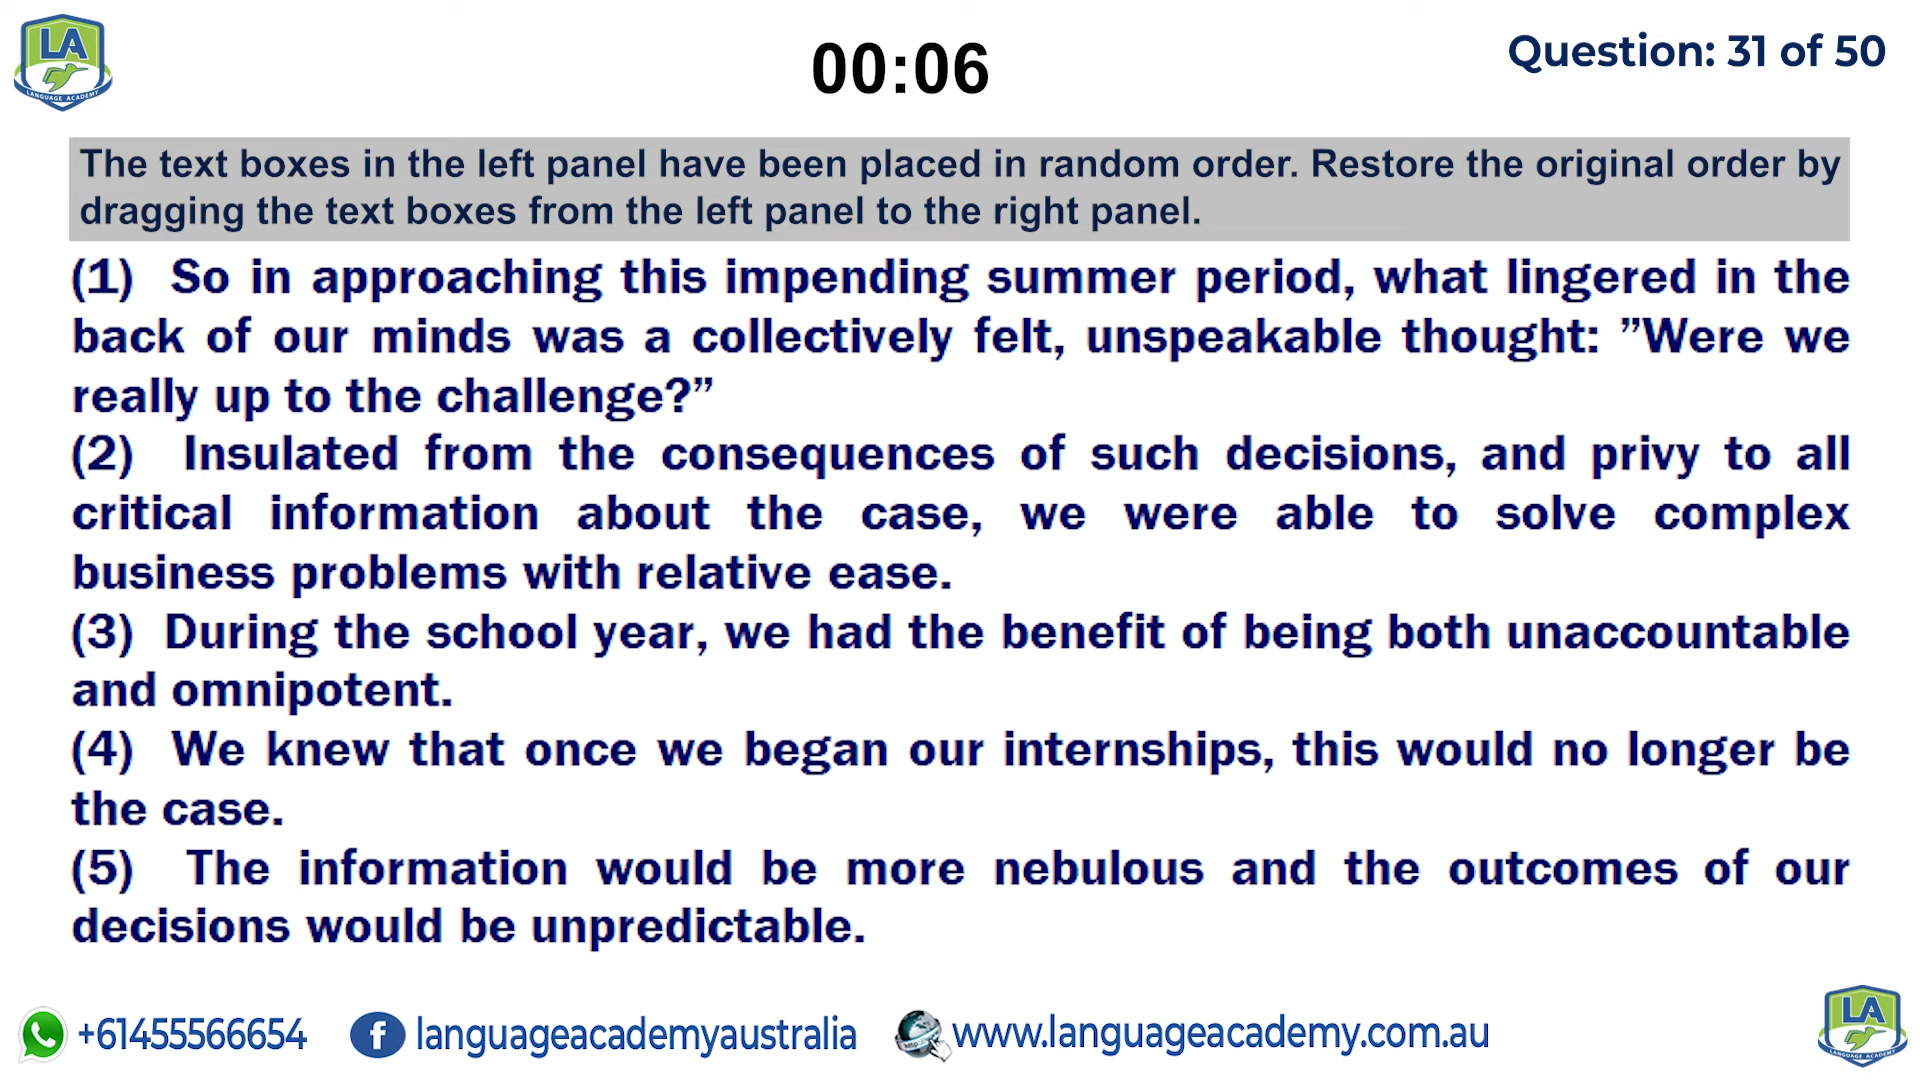 LA
LANGUAGE ACADEMY
00:06
Question: 31 of 50
The text boxes in the left panel have been placed in random order. Restore the original order by
dragging the text boxes from the left panel to the right panel.
(1) So in approaching this impending summer period, what lingered in the
back of our minds was a collectively felt, unspeakable thought: ”Were we
really up to the challenge?”
(2) Insulated from the consequences of such decisions, and privy to all
critical information about the case, we were able to solve complex
business problems with relative ease.
(3) During the school year, we had the benefit of being both unaccountable
and omnipotent.
(4) We knew that once we began our internships, this would no longer be
the case.
(5) The information would be more nebulous and the outcomes of our
decisions would be unpredictable.
+61455566654
f languageacademyaustralia
http:// www.languageacademy.com.au
LA
LANGUAGE ACADEMY